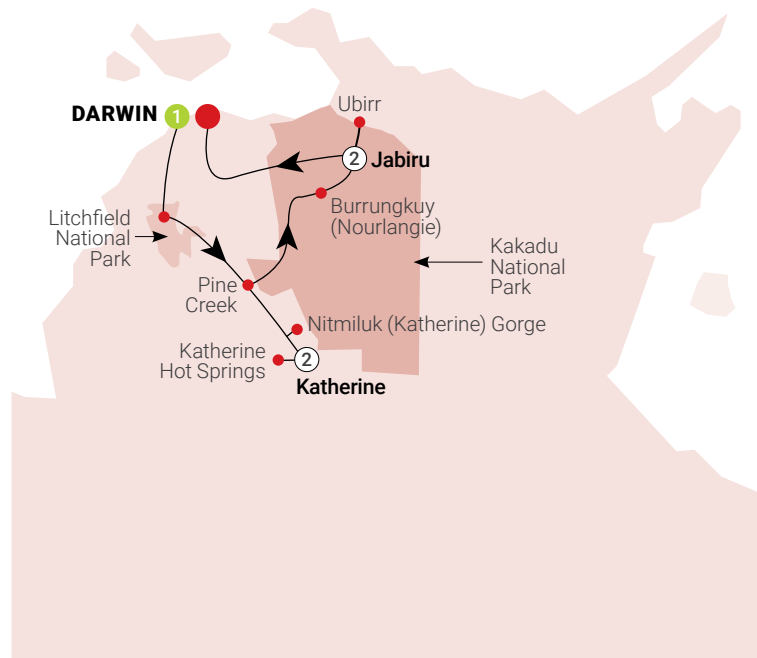 Ubirr
DARWIN 1
2 Jabiru
Burrungkuy
(Nourlangie)
Litchfield
National
Park
Kakadu
National
Park
Pine
Creek
Nitmiluk (Katherine) Gorge
Katherine
Hot Springs
2
Katherine